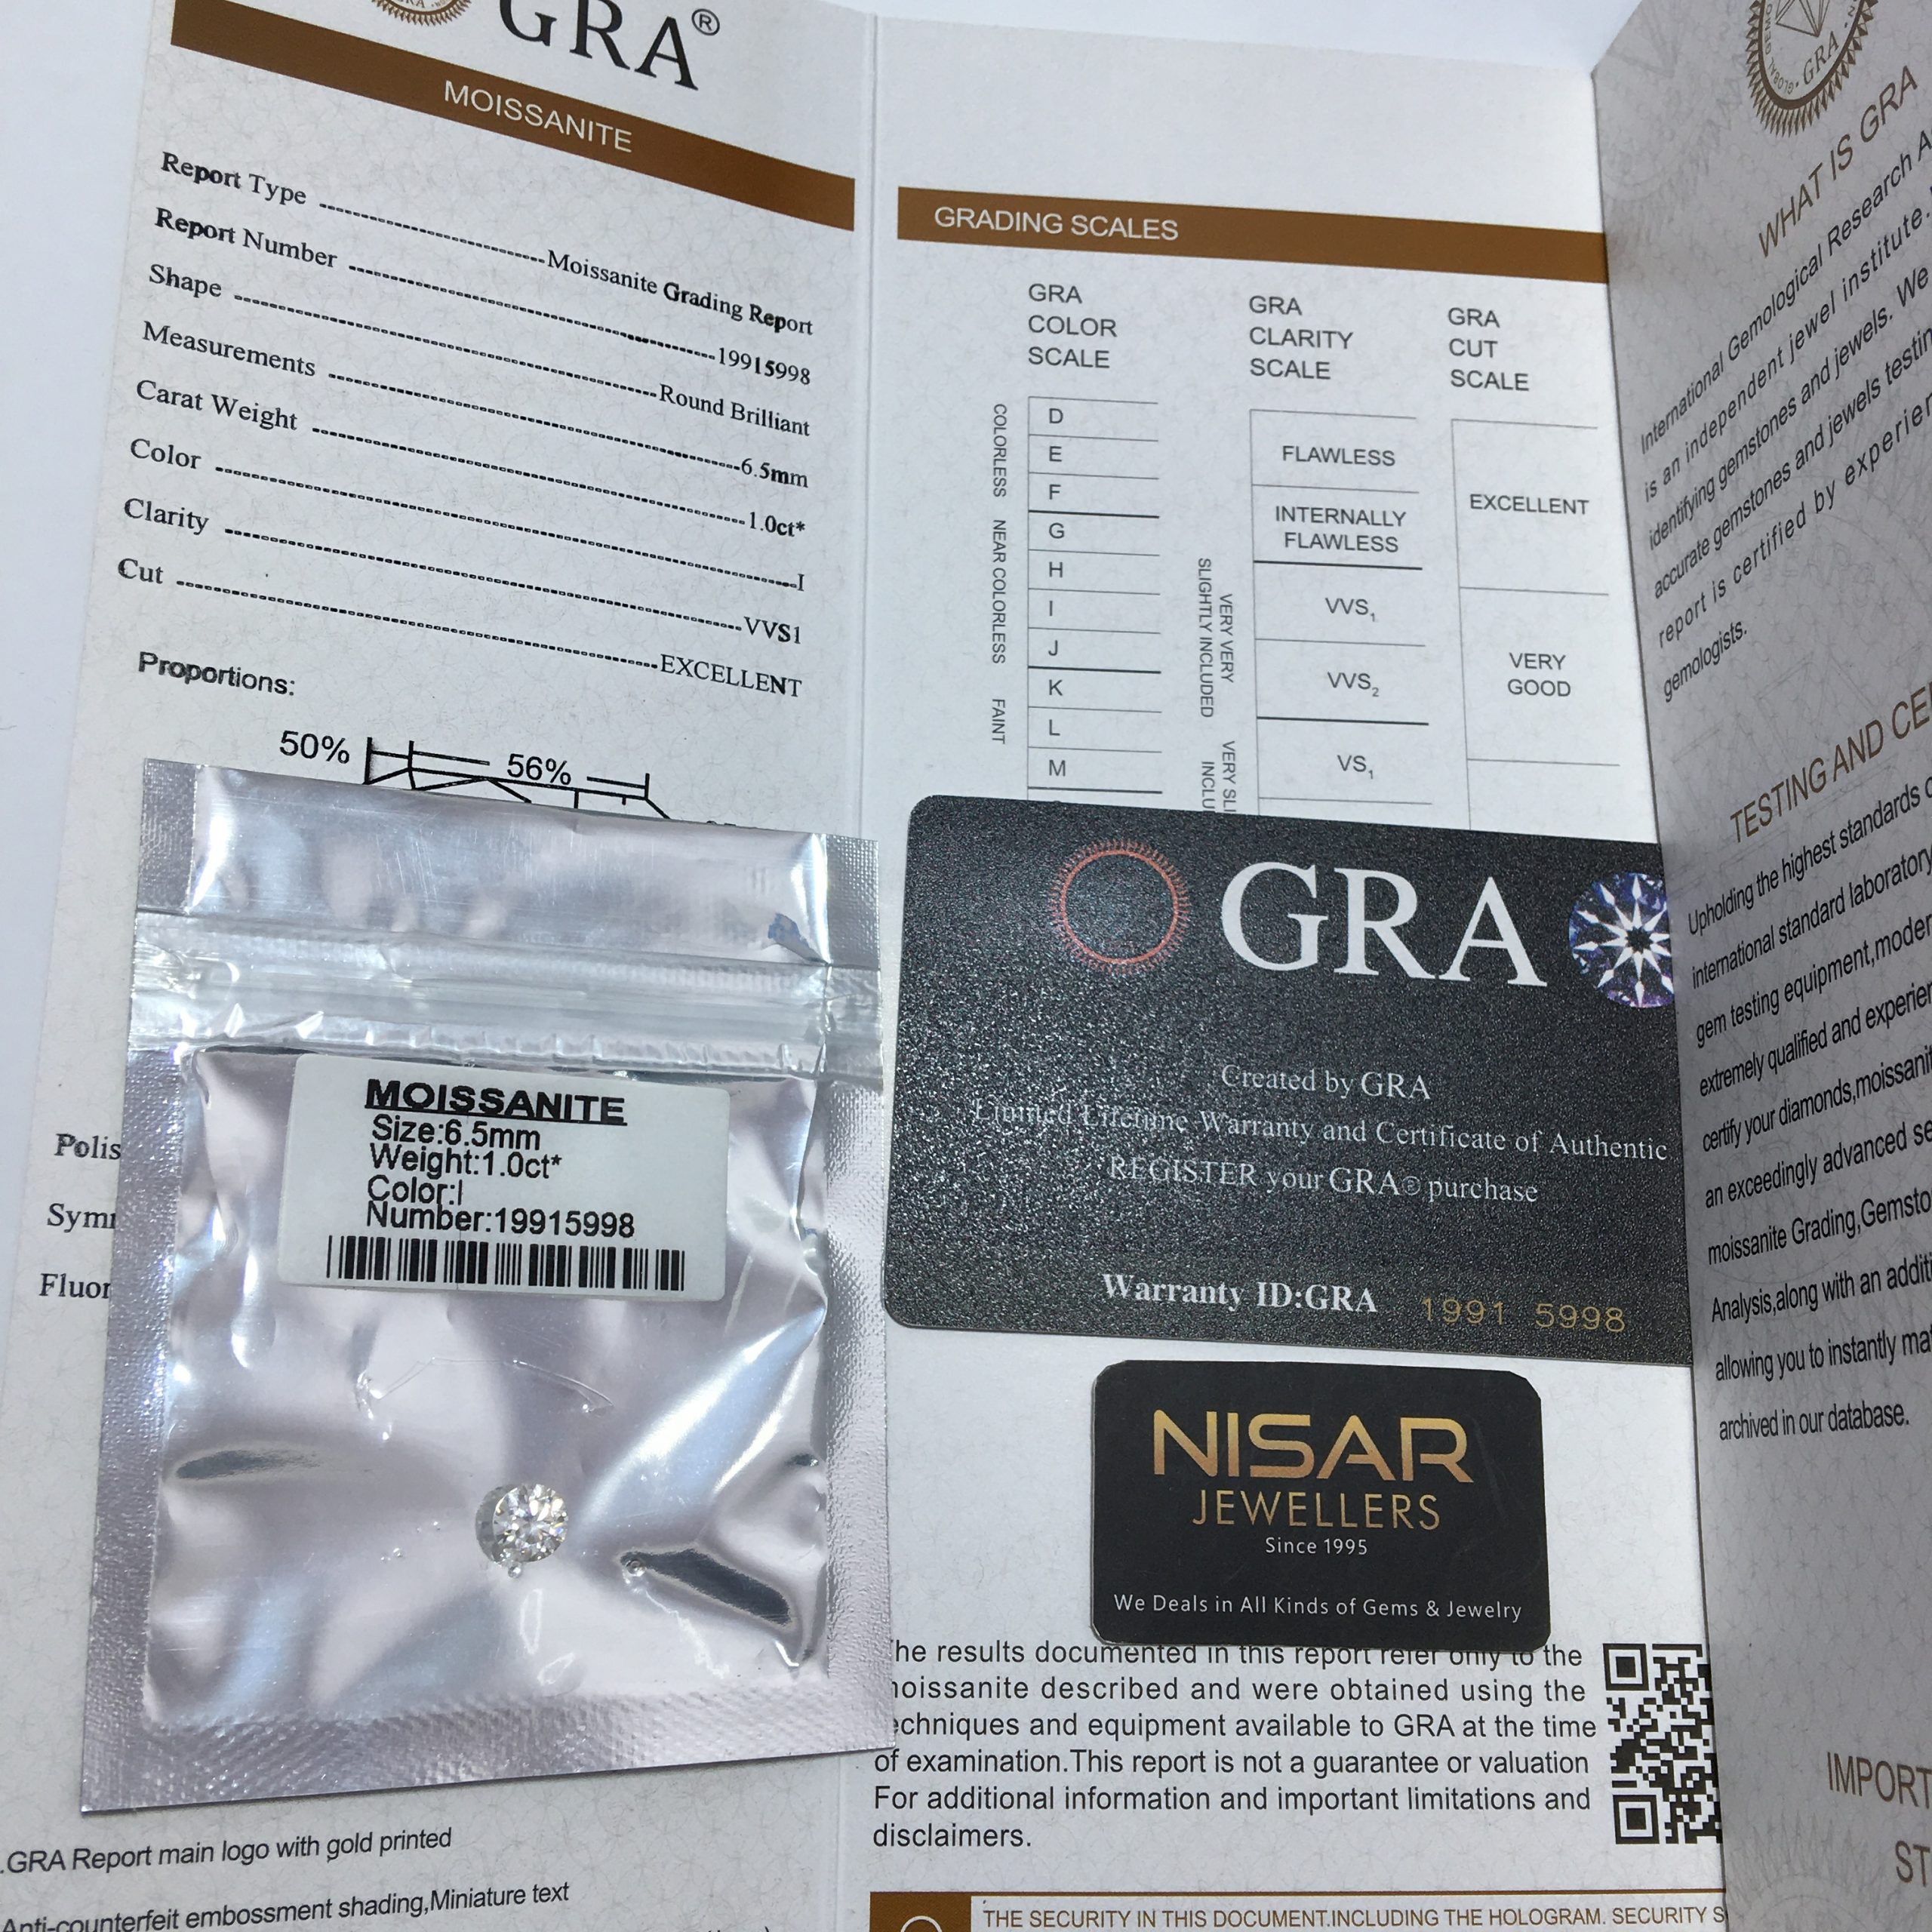 GRA®
MOISSANITE
Report Type Moissanite Grading Report
Report Number 19915998
Shape Round Brilliant
Measurements 6.5mm
Carat Weight 1.0ct*
Color I
Clarity VVS1
Cut EXCELLENT
Proportions:
50% 56%
MOISSANITE
Size:6.5mm
Weight:1.0ct*
Color:I
Number:19915998
.GRA Report main logo with gold printed
Anti-counterfeit embossment shading,Miniature text
GRADING SCALES
GRA
COLOR
SCALE
COLORLESS
NEAR COLORLESS
FAINT
D
E
F
G
H
I
J
K
L
M
GRA
CLARITY
SCALE
VERY VERY
SLIGHTLY INCLUDED
VERY
FLAWLESS
INTERNALLY
FLAWLESS
VVS1
VVS2
VS1
GRA
CUT
SCALE
EXCELLENT
VERY
GOOD
GRA
Created by GRA
Limited Lifetime Warranty and Certificate of Authentic
REGISTER your GRA® purchase
Warranty ID:GRA 1991 5998
NISAR
JEWELLERS
Since 1995
We Deals in All Kinds of Gems & Jewelry
results documented in this report refer only to the
described and were obtained using the
and equipment available to GRA at the time
of examination.This report is not a guarantee or valuation
For additional information and important limitations and
disclaimers.
THE SECURITY IN THIS DOCUMENT.INCLUDING THE HOLOGRAM. SECURITY
GRA
WHAT IS GRA
International Gemological Research
is an independent jewel institute.
identifying gemstones and jewels. We
accurate gemstones and jewels
report is certified by
gemologists.
TESTING AND
Upholding the highest standards
international standard laboratory
gem testing equipment,
extremely qualified and
certify your diamonds,
an exceedingly advanced
moissanite Grading,
Analysis,along with an
allowing you to instantly
archived in our database.